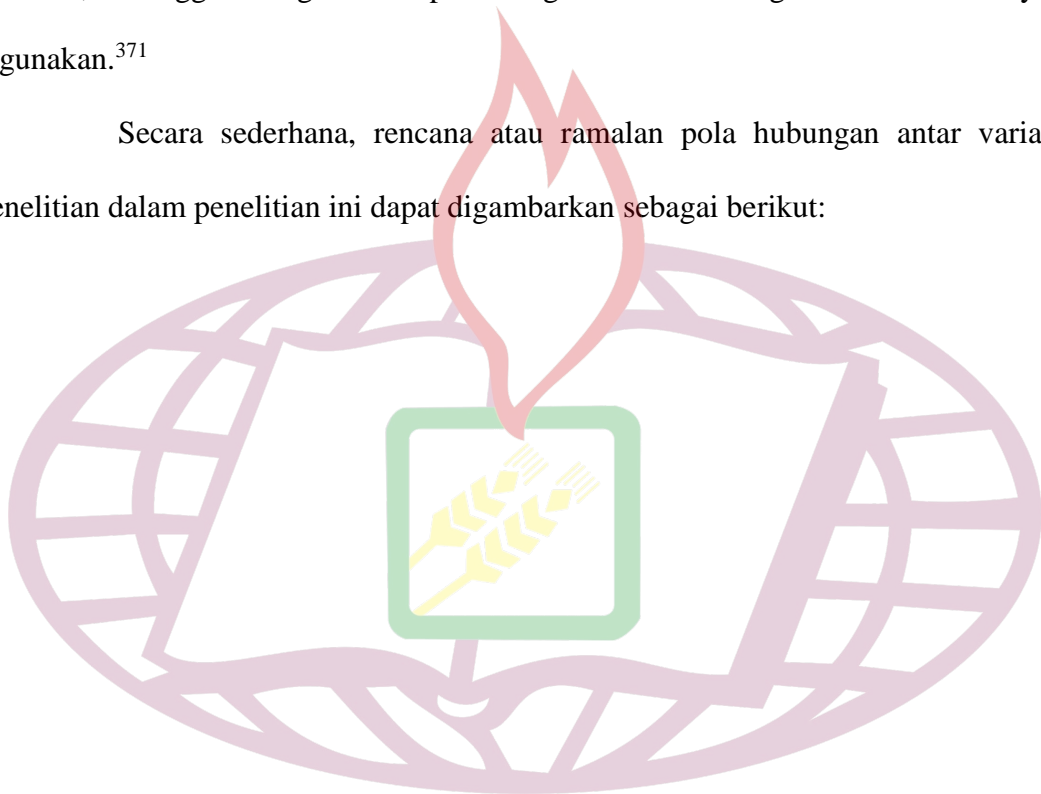 gunakan.371
Secara sederhana, rencana atau ramalan pola hubungan antar varia
enelitian dalam penelitian ini dapat digambarkan sebagai berikut: